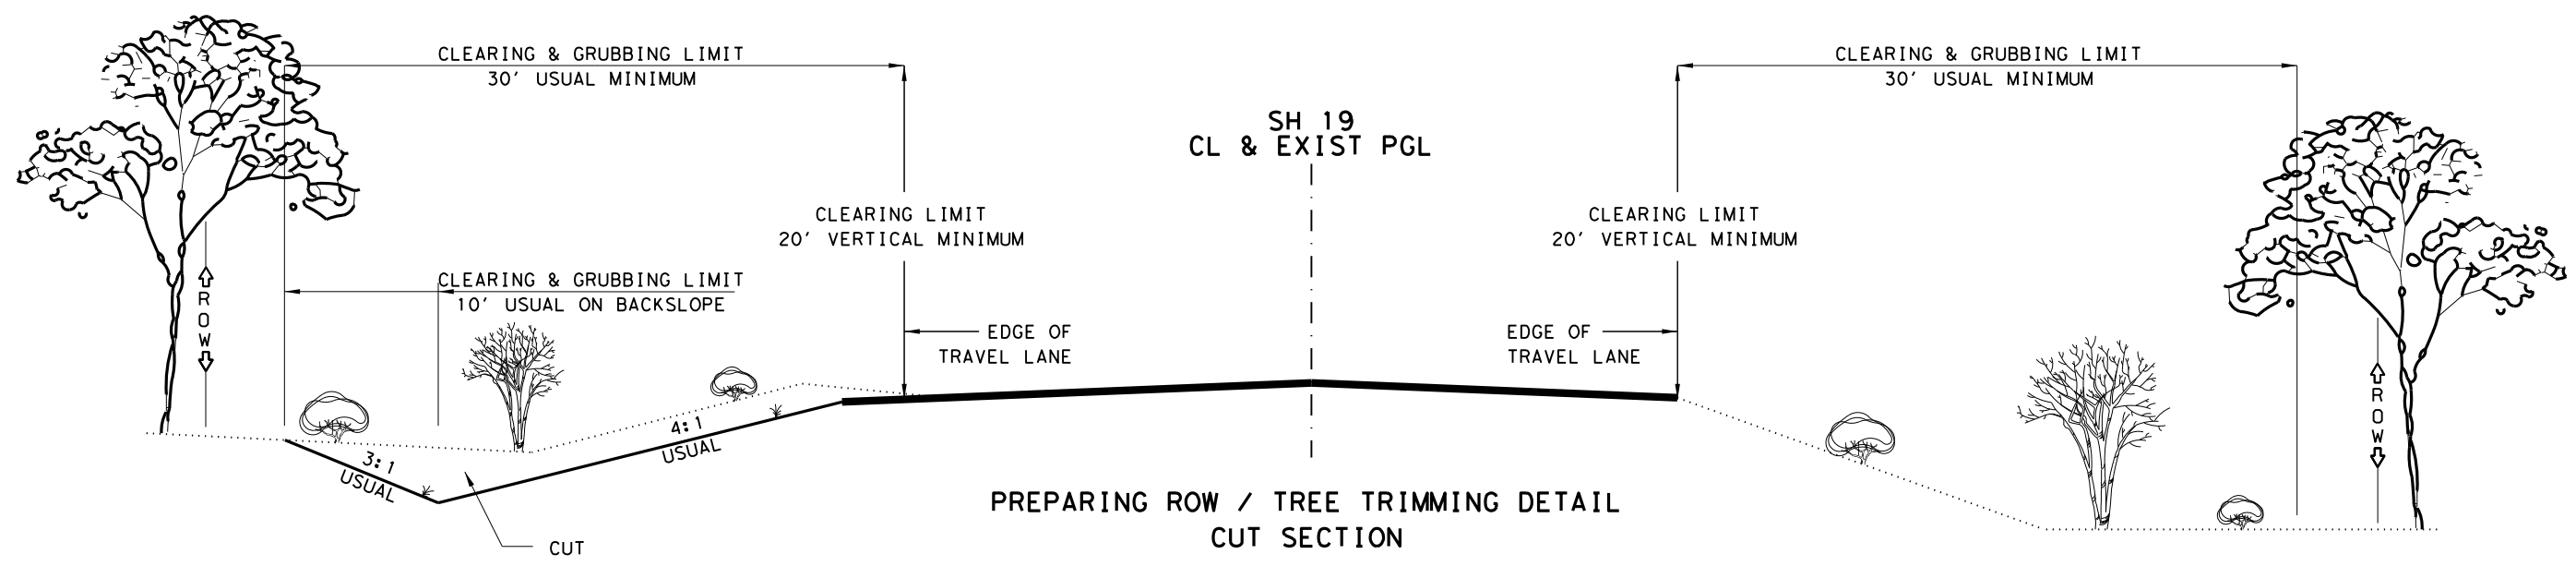 CLEARING & GRUBBING LIMIT
30' USUAL MINIMUM
CLEARING & GRUBBING LIMIT
30' USUAL MINIMUM
SH 19
CL & EXIST PGL
CLEARING LIMIT
20' VERTICAL MINIMUM
CLEARING LIMIT
20' VERTICAL MINIMUM
ROW
CLEARING & GRUBBING LIMIT
10' USUAL ON BACKSLOPE
EDGE OF
TRAVEL LANE
EDGE OF
TRAVEL LANE
ROW
3:1
USUAL
4:1
USUAL
CUT
PREPARING ROW / TREE TRIMMING DETAIL
CUT SECTION